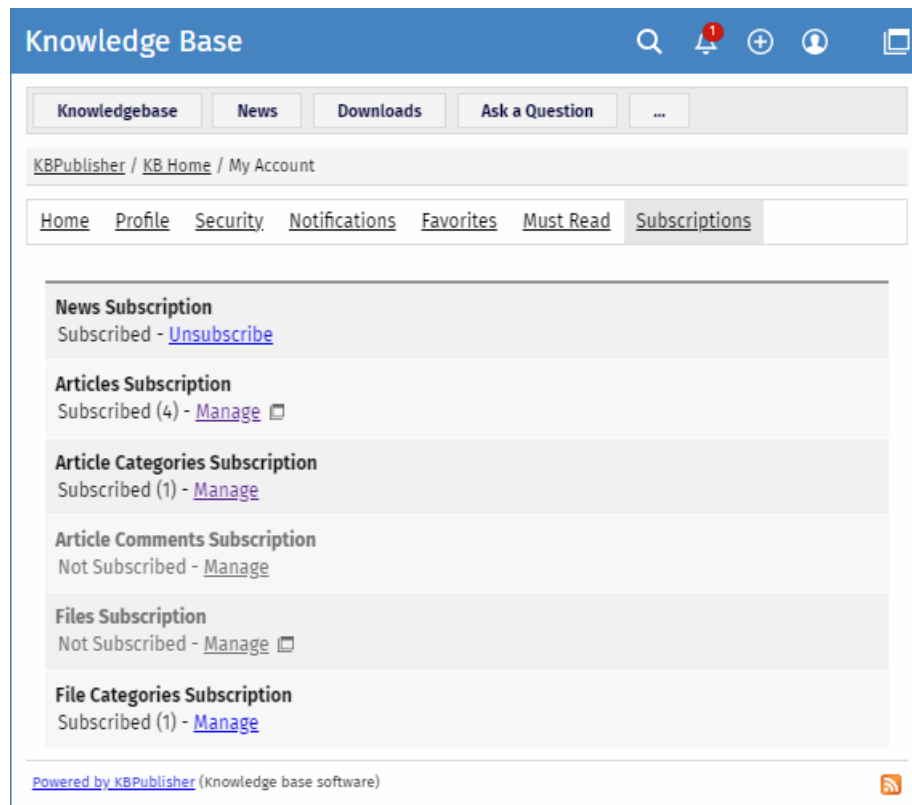 Knowledge Base
1
Knowledgebase News Downloads Ask a Question ...
KBPublisher / KB Home / My Account
Home Profile Security Notifications Favorites Must Read Subscriptions
News Subscription
Subscribed - Unsubscribe
Articles Subscription
Subscribed (4) - Manage
Article Categories Subscription
Subscribed (1) - Manage
Article Comments Subscription
Not Subscribed - Manage
Files Subscription
Not Subscribed - Manage
File Categories Subscription
Subscribed (1) - Manage
Powered by KBPublisher (Knowledge base software)